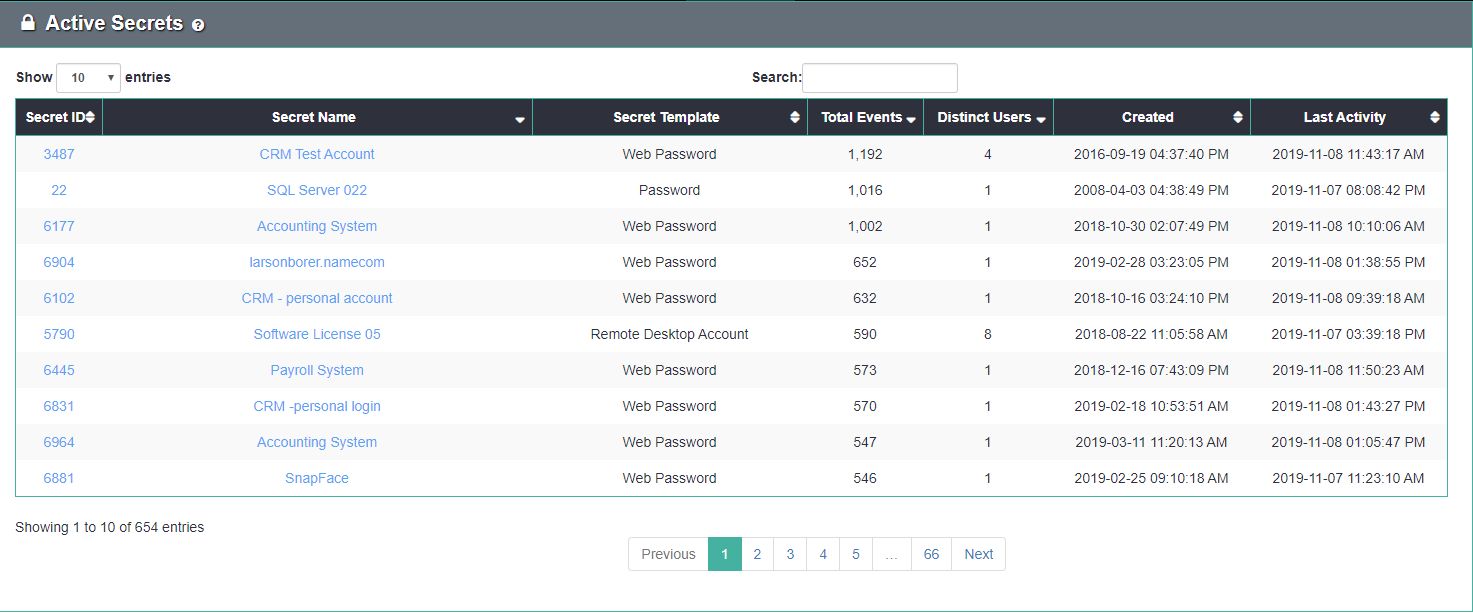 Active Secrets ?
Show 10 entries Search:
Secret ID Secret Name Secret Template Total Events Distinct Users Created Last Activity
3487 CRM Test Account Web Password 1,192 4 2016-09-19 04:37:40 PM 2019-11-08 11:43:17 AM
22 SQL Server 022 Password 1,016 1 2008-04-03 04:38:49 PM 2019-11-07 08:08:42 PM
6177 Accounting System Web Password 1,002 1 2018-10-30 02:07:49 PM 2019-11-08 10:10:06 AM
6904 larsonborer.namecom Web Password 652 1 2019-02-28 03:23:05 PM 2019-11-08 01:38:55 PM
6102 CRM - personal account Web Password 632 1 2018-10-16 03:24:10 PM 2019-11-08 09:39:18 AM
5790 Software License 05 Remote Desktop Account 590 8 2018-08-22 11:05:58 AM 2019-11-07 03:39:18 PM
6445 Payroll System Web Password 573 1 2018-12-16 07:43:09 PM 2019-11-08 11:50:23 AM
6831 CRM -personal login Web Password 570 1 2019-02-18 10:53:51 AM 2019-11-08 01:43:27 PM
6964 Accounting System Web Password 547 1 2019-03-11 11:20:13 AM 2019-11-08 01:05:47 PM
6881 SnapFace Web Password 546 1 2019-02-25 09:10:18 AM 2019-11-07 11:23:10 AM
Showing 1 to 10 of 654 entries
Previous 1 2 3 4 5 … 66 Next